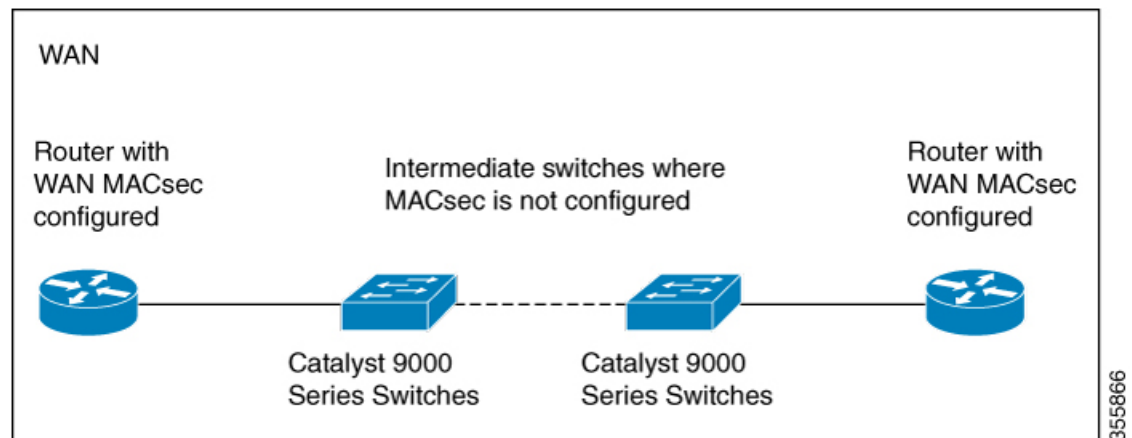 WAN
Router with
WAN MACsec
configured
Intermediate switches where
MACsec is not configured
Router with
WAN MACsec
configured
Catalyst 9000
Series Switches
Catalyst 9000
Series Switches
355866